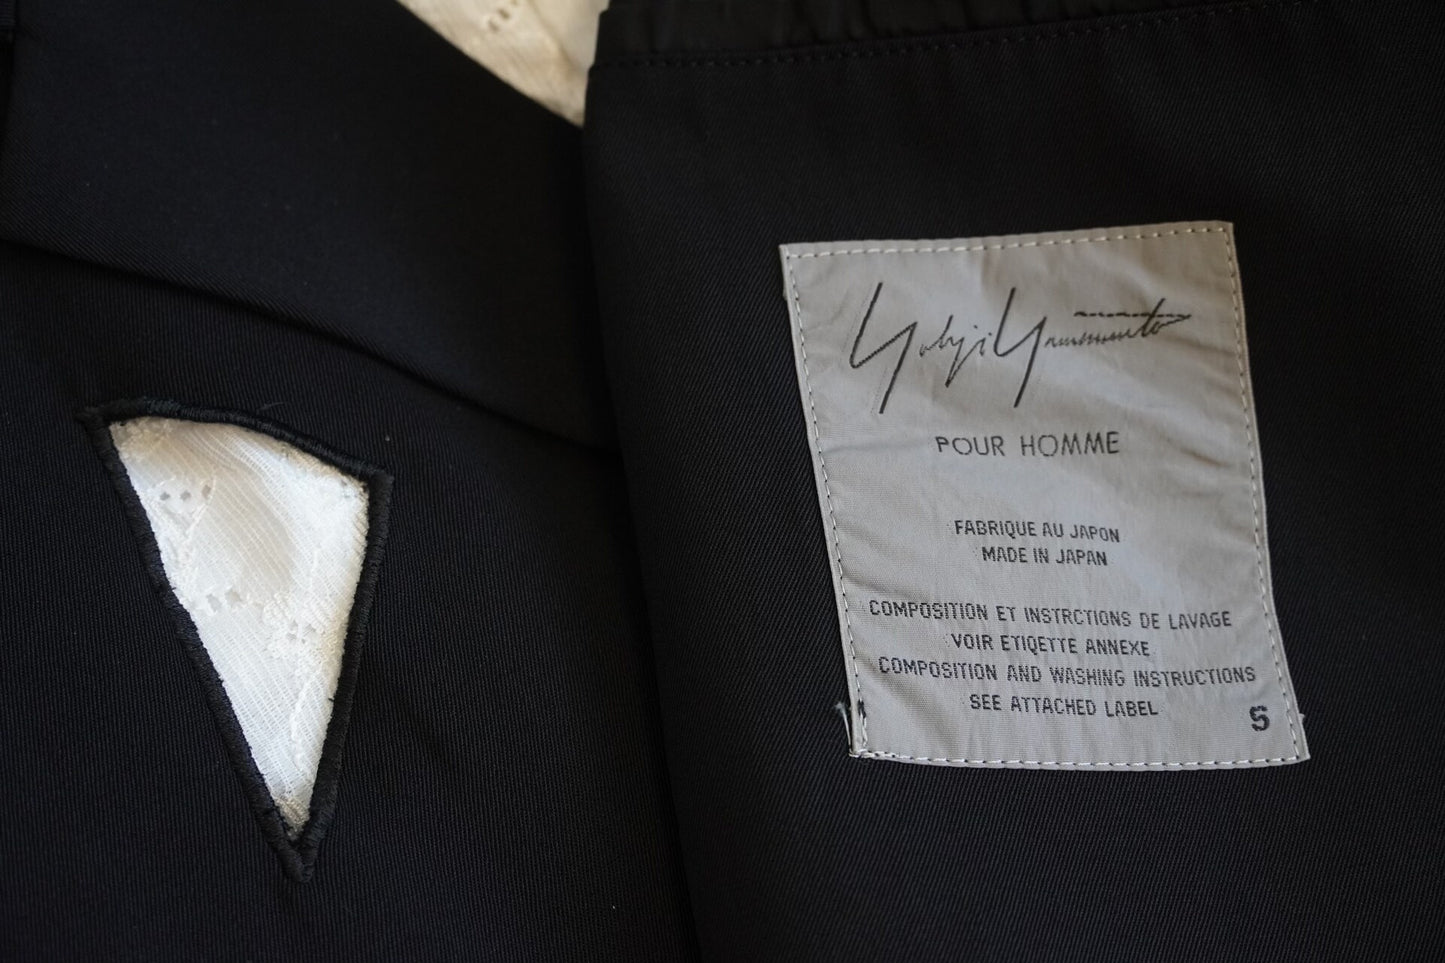 Yohji Yamamoto
POUR HOMME
FABRIQUE AU JAPON
MADE IN JAPAN
COMPOSITION ET INSTRCTIONS DE LAVAGE
VOIR ETIQETTE ANNEXE
COMPOSITION AND WASHING INSTRUCTIONS
SEE ATTACHED LABEL
S